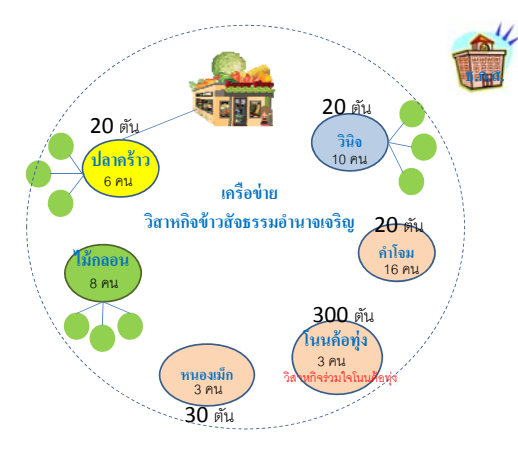 ธ.ก.ส.
20 ตัน
ปลาคร้าว
6 คน
20 ตัน
วินิจ
10 คน
เครือข่าย
วิสาหกิจข้าวสัจธรรมอำนาจเจริญ
20 ตัน
คำโจม
16 คน
ไม้กลอน
8 คน
300 ตัน
โนนค้อทุ่ง
3 คน
วิสาหกิจร่วมใจโนนค้อทุ่ง
หนองเม็ก
3 คน
30 ตัน